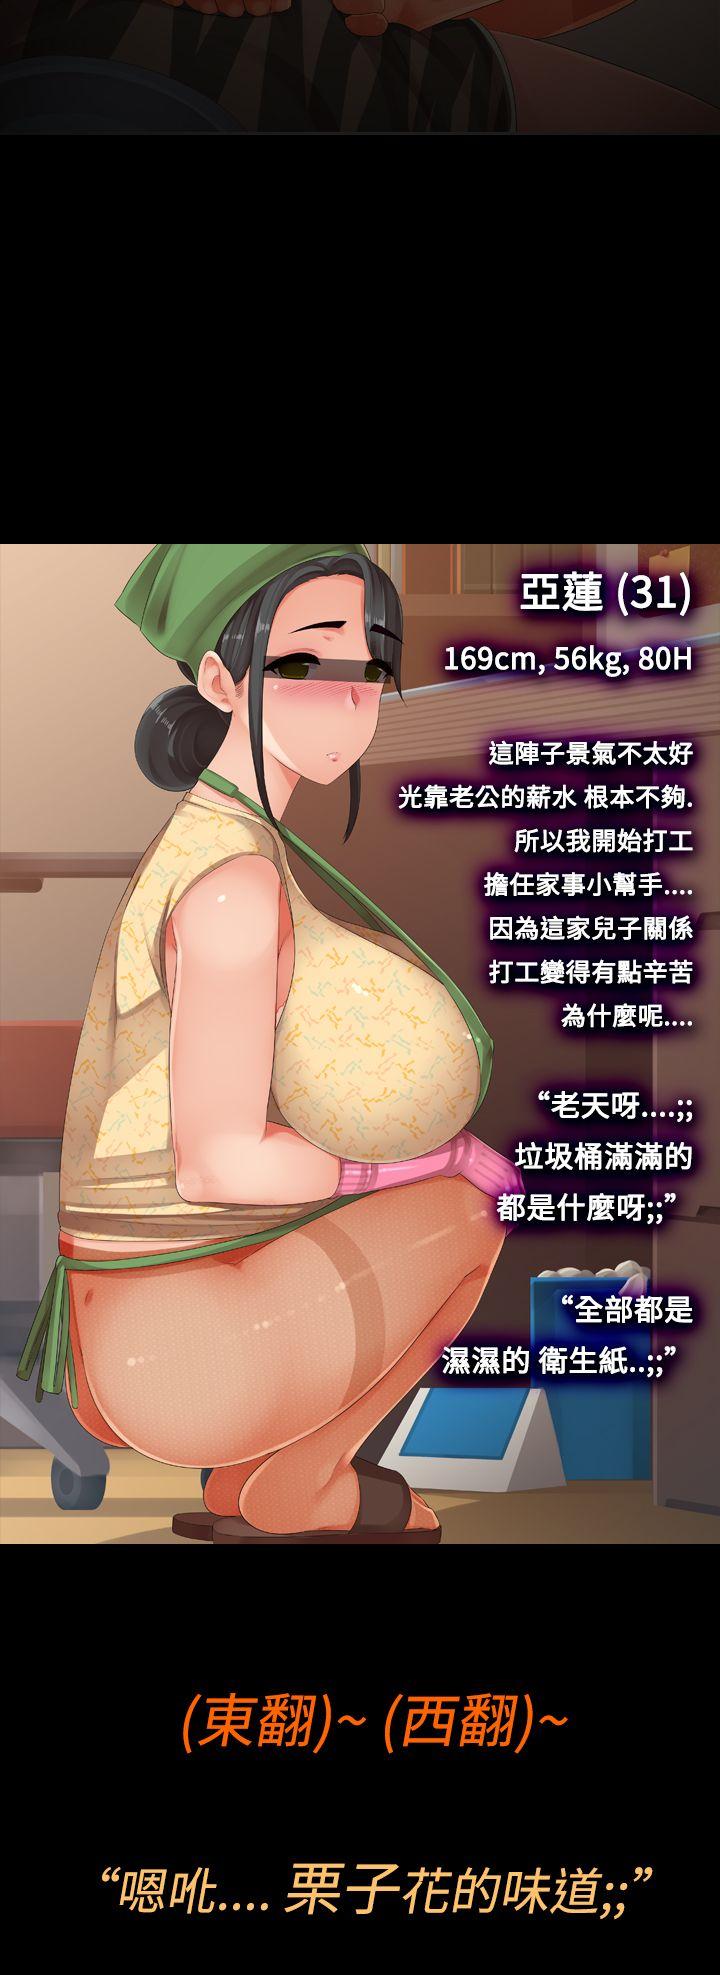 亞蓮 (31)
169cm, 56kg, 80H
這陣子景氣不太好
光靠老公的薪水 根本不夠.
所以我開始打工
擔任家事小幫手....
因為這家兒子關係
打工變得有點辛苦
為什麼呢....
“老天呀....;;
垃圾桶滿滿的
都是什麼呀;;”
“全部都是
濕濕的 衛生紙..;;”
(東翻)~ (西翻)~
“嗯吪.... 栗子花的味道;;”